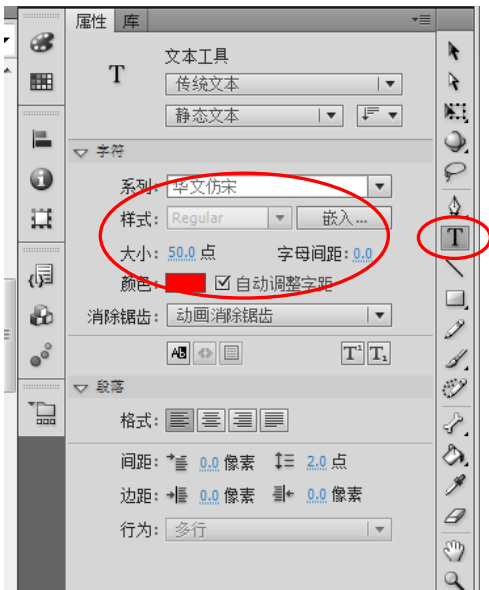 属性 库
T 文本工具
传统文本
静态文本
字符
系列: 华文仿宋
样式: Regular 嵌入...
大小: 50.0 点 字母间距: 0.0
颜色: 自动调整字距
消除锯齿: 动画消除锯齿
T¹ T₁
段落
格式:
间距: 0.0 像素 2.0 点
边距: 0.0 像素 0.0 像素
行为: 多行
T